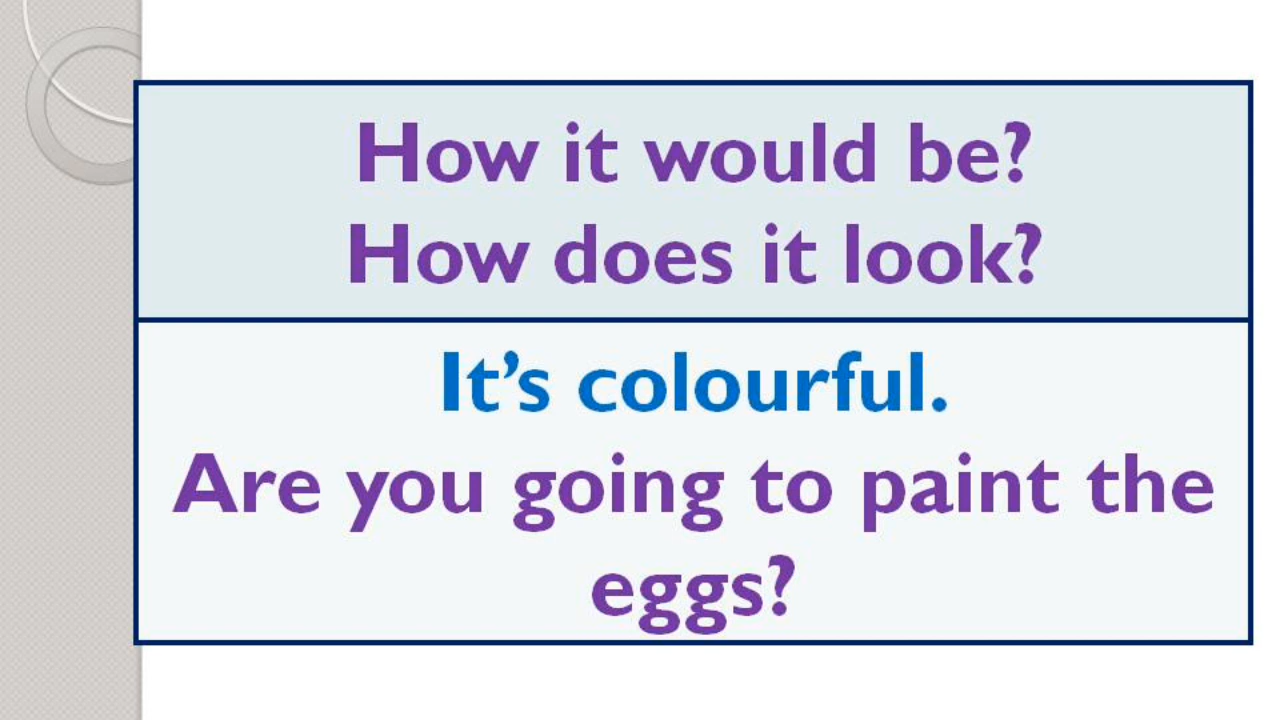 How it would be?
How does it look?
It’s colourful.
Are you going to paint the
eggs?